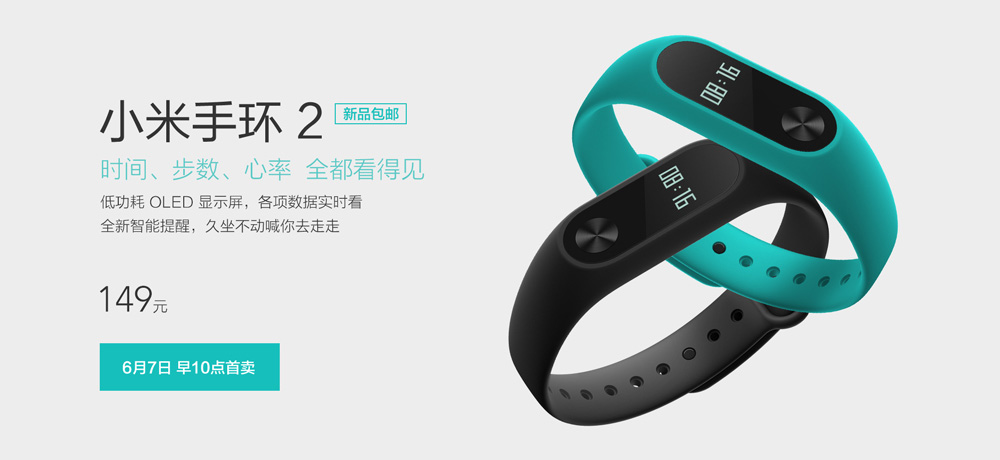 小米手环 2 新品包邮
时间、步数、心率 全都看得见
低功耗 OLED 显示屏，各项数据实时看
全新智能提醒，久坐不动喊你去走走
149元
6月7日 早10点首卖
08:16
08:16